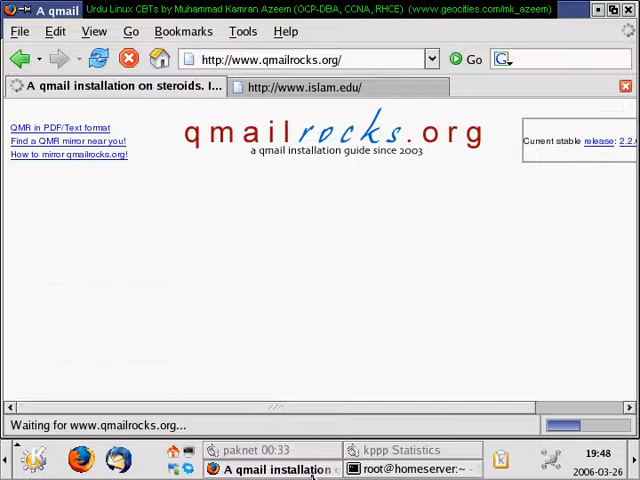 A qmail
Urdu Linux CBTs by Muhammad Kamran Azeem (OCP-DBA, CCNA, RHCE) (www.geocities.com/mk_azeem)
File Edit View Go Bookmarks Tools Help
http://www.qmailrocks.org/ Go G
A qmail installation on steroids. I... http://www.islam.edu/
QMR in PDF/Text format
Find a QMR mirror near you!
How to mirror qmailrocks.org!
qmailrocks.org
a qmail installation guide since 2003
Current stable release: 2.2.
Waiting for www.qmailrocks.org...
paknet 00:33 kppp Statistics
A qmail installation o root@homeserver:~ -
19:48
2006-03-26